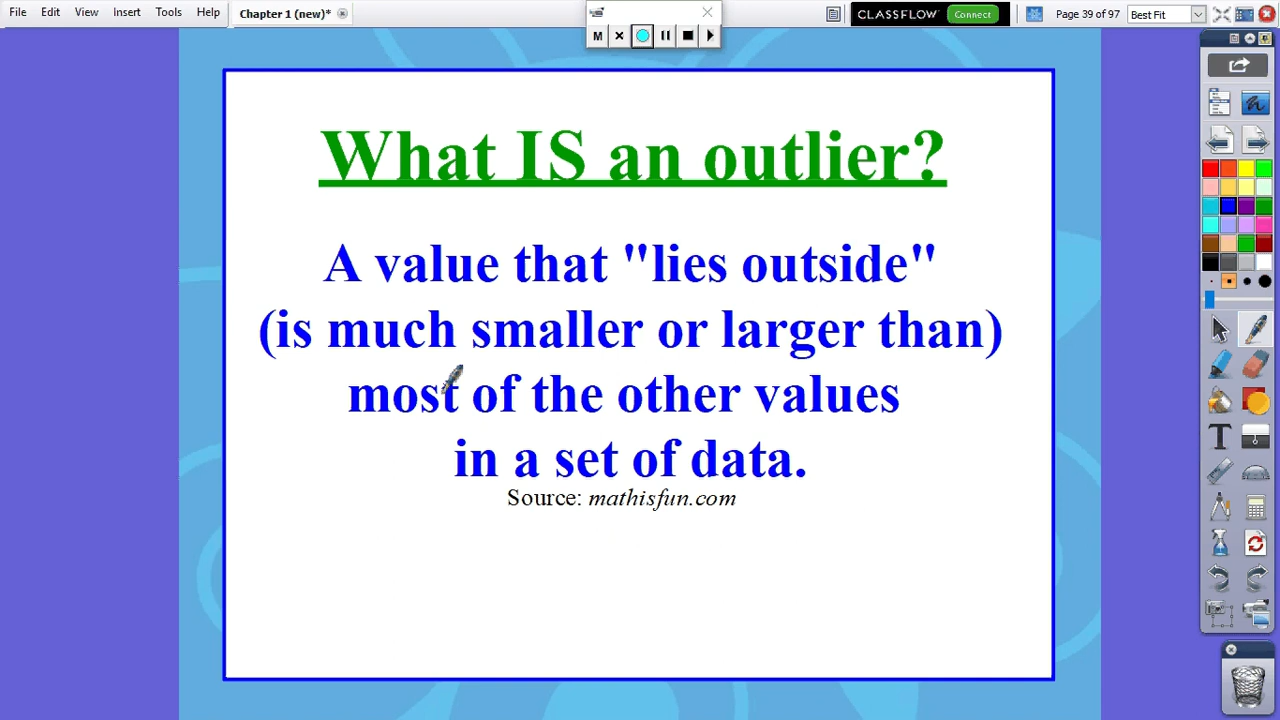 File Edit View Insert Tools Help Chapter 1 (new)* CLASSFLOW Connect Page 39 of 97 Best Fit
M
What IS an outlier?
A value that "lies outside"
(is much smaller or larger than)
most of the other values
in a set of data.
Source: mathisfun.com
T